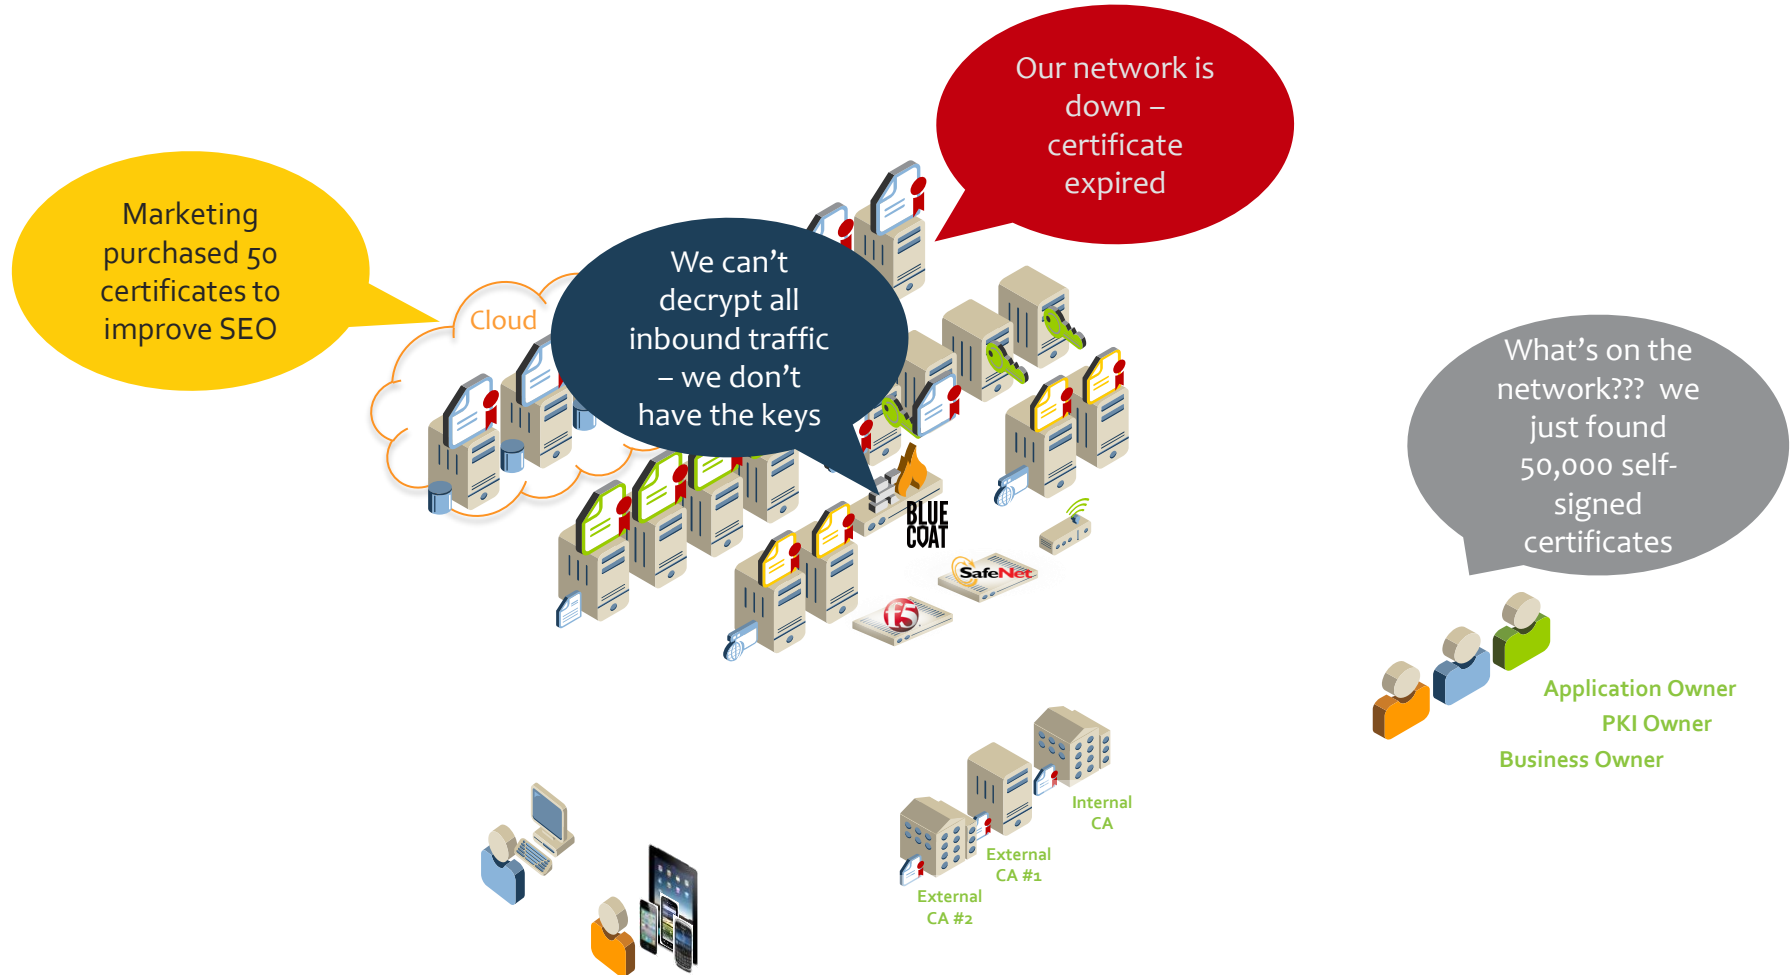 Our network is
down –
certificate
expired
Marketing
purchased 50
certificates to
improve SEO
We can't
decrypt all
inbound traffic
– we don't
have the keys
Cloud
What's on the
network??? we
just found
50,000 self-
signed
certificates
BLUE
COAT
SafeNet
f5
Application Owner
PKI Owner
Business Owner
Internal
CA
External
CA #1
External
CA #2